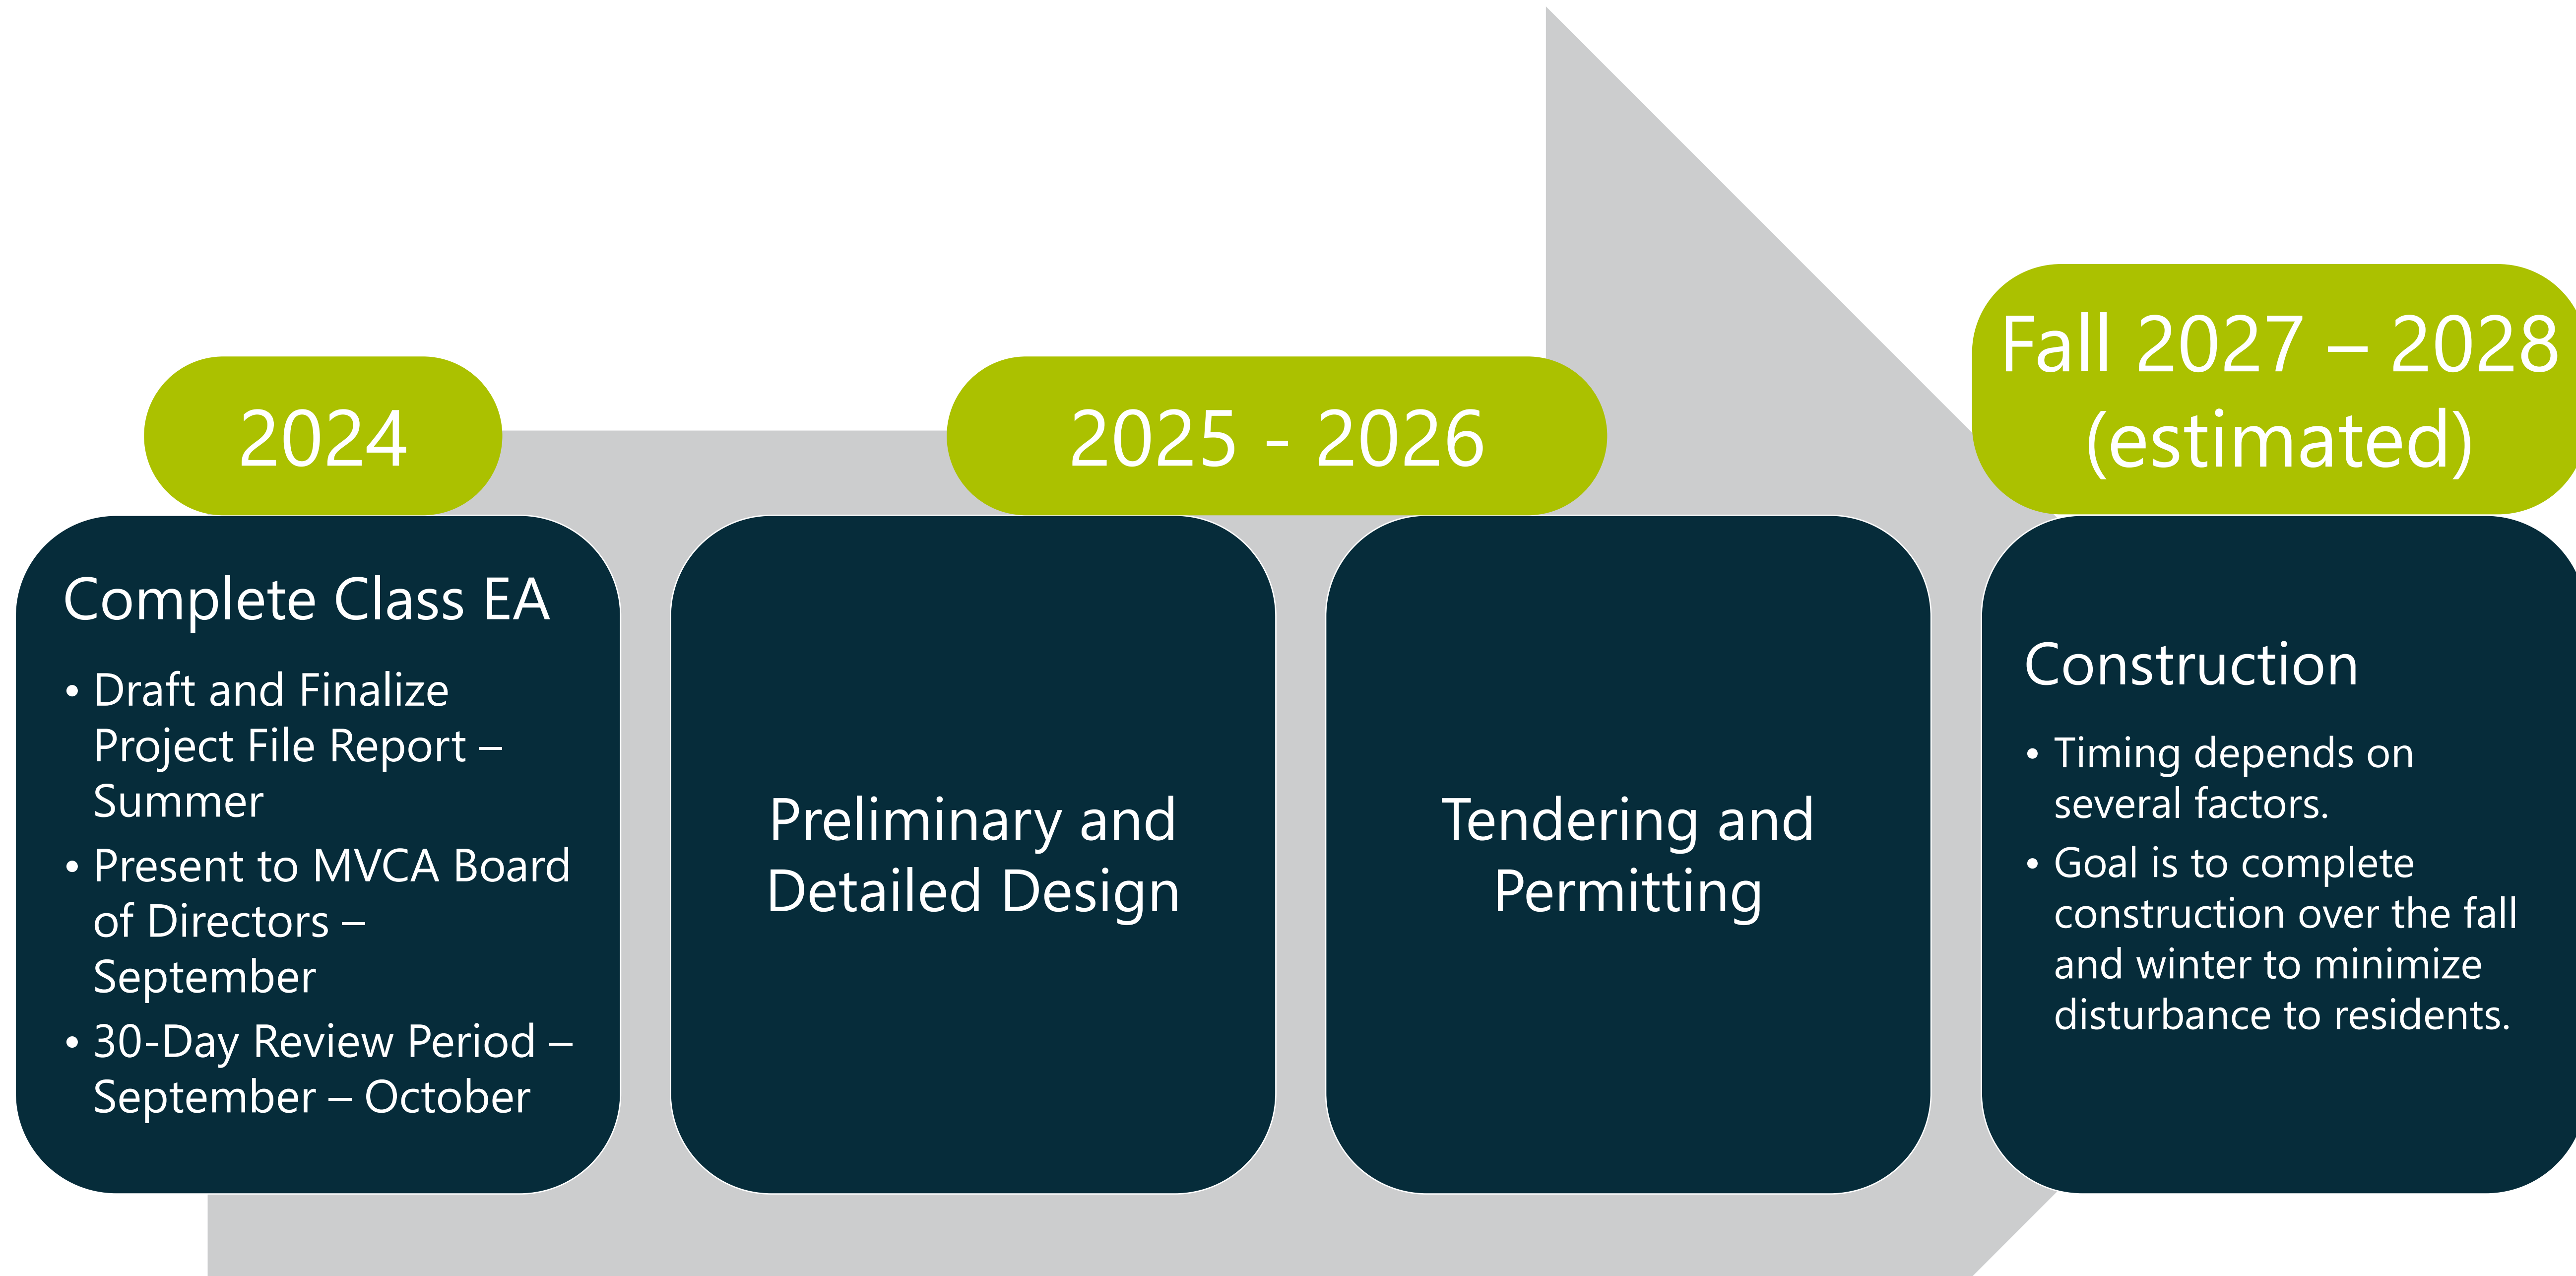 2024
Complete Class EA
• Draft and Finalize
Project File Report –
Summer
• Present to MVCA Board
of Directors –
September
• 30-Day Review Period –
September – October
2025 - 2026
Preliminary and
Detailed Design
Tendering and
Permitting
Fall 2027 – 2028
(estimated)
Construction
• Timing depends on
several factors.
• Goal is to complete
construction over the fall
and winter to minimize
disturbance to residents.